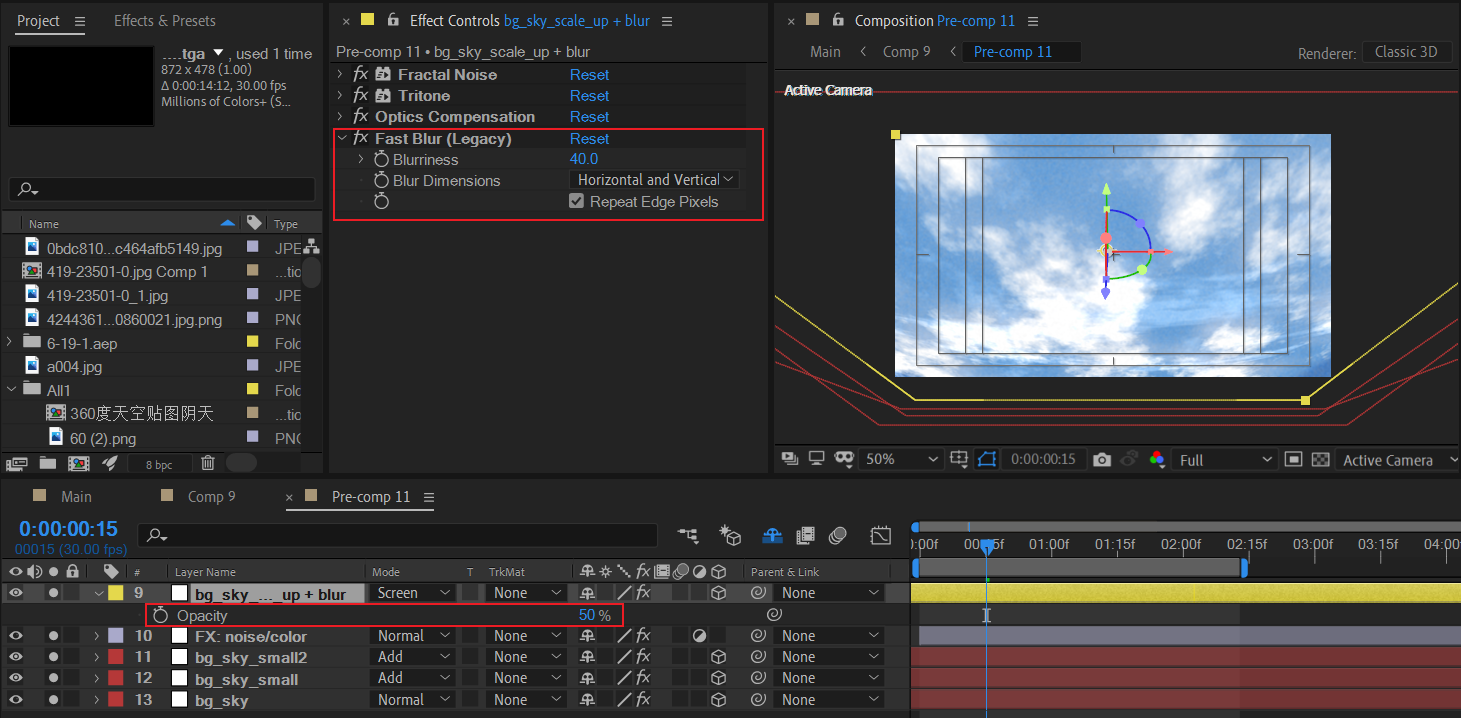 Project
Effects & Presets
....tga ▼ , used 1 time
872 x 478 (1.00)
Δ 0:00:14:12, 30.00 fps
Millions of Colors+ (S...
Name
Type
0bdc810...c464afb5149.jpg
JPE
419-23501-0.jpg Comp 1
...tic
419-23501-0_1.jpg
JPE
4244361...0860021.jpg.png
PNG
6-19-1.aep
Fold
a004.jpg
JPE
All1
Fold
360度天空贴图阴天
...tic
60 (2).png
PNG
8 bpc
× Effect Controls bg_sky_scale_up + blur
Pre-comp 11 • bg_sky_scale_up + blur
fx Fractal Noise Reset
fx Tritone Reset
fx Optics Compensation Reset
fx Fast Blur (Legacy) Reset
Blurriness 40.0
Blur Dimensions Horizontal and Vertical
Repeat Edge Pixels
× Composition Pre-comp 11
Main < Comp 9 < Pre-comp 11
Renderer: Classic 3D
Active Camera
50% 0:00:00:15 Full Active Camera
Main Comp 9 × Pre-comp 11
0:00:00:15
00015 (30.00 fps)
:00f 00:15f 01:00f 01:15f 02:00f 02:15f 03:00f 03:15f 04:00
# Layer Name Mode T TrkMat fx Parent & Link
9 bg_sky_..._up + blur Screen None fx None
Opacity 50 %
10 FX: noise/color Normal None fx None
11 bg_sky_small2 Add None fx None
12 bg_sky_small Add None fx None
13 bg_sky Normal None fx None